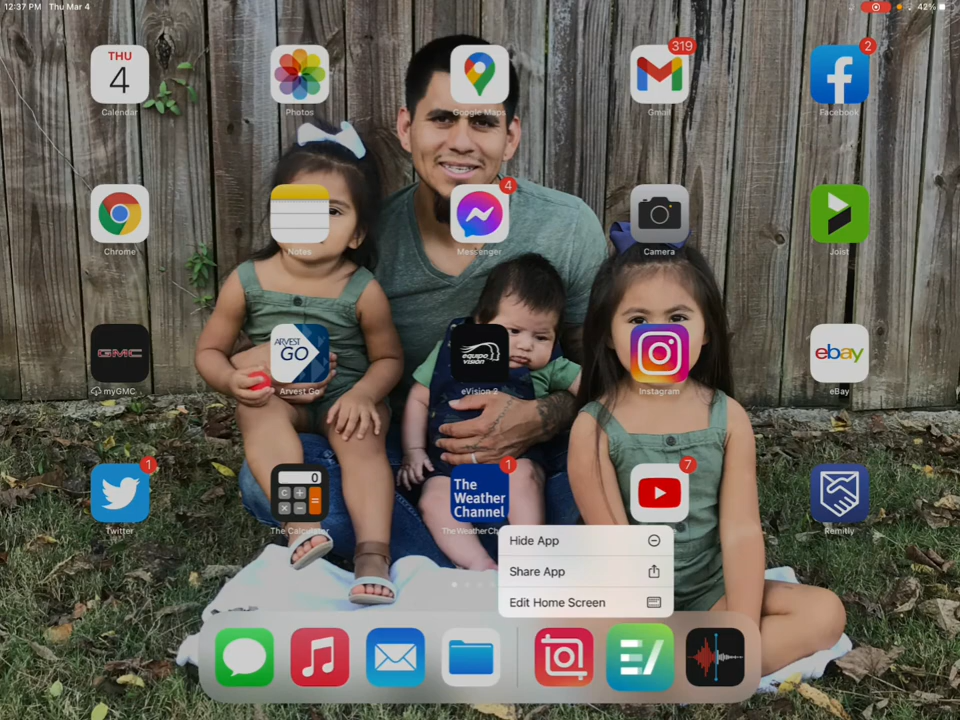 12:37 PM Thu Mar 4
42%
THU
4
319
2
Calendar
Photos
Google Maps
Gmail
Facebook
4
Chrome
Notes
Messenger
Camera
Joist
GMC
ARVEST
GO
equipo
visión
ebay
myGMC
Arvest Go
eVision 2
Instagram
eBay
1
0
1
7
The
Weather
Channel
Twitter
The Calculator
The Weather Ch
Remitly
Hide App
Share App
Edit Home Screen